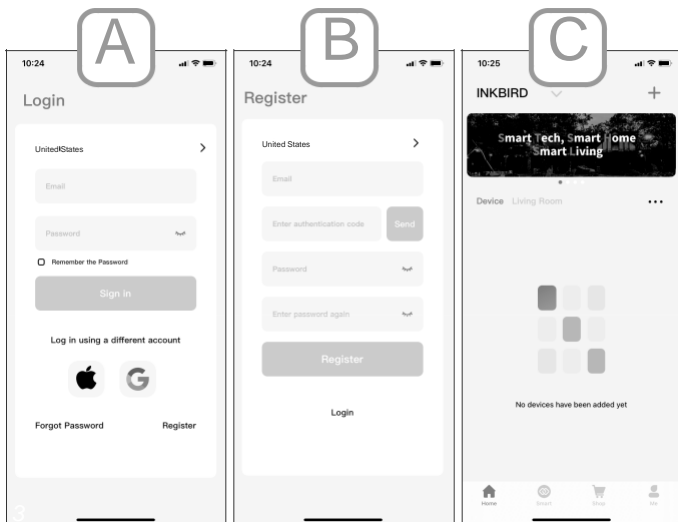 A
10:24
Login
United States
Email
Password
Remember the Password
Sign in
Log in using a different account
G
Forgot Password
Register
3
B
10:24
Register
United States
Email
Enter authentication code
Send
Password
Enter password again
Register
Login
C
10:25
INKBIRD
Smart Tech, Smart Home
Smart Living
Device Living Room
No devices have been added yet
Home Smart Shop Me